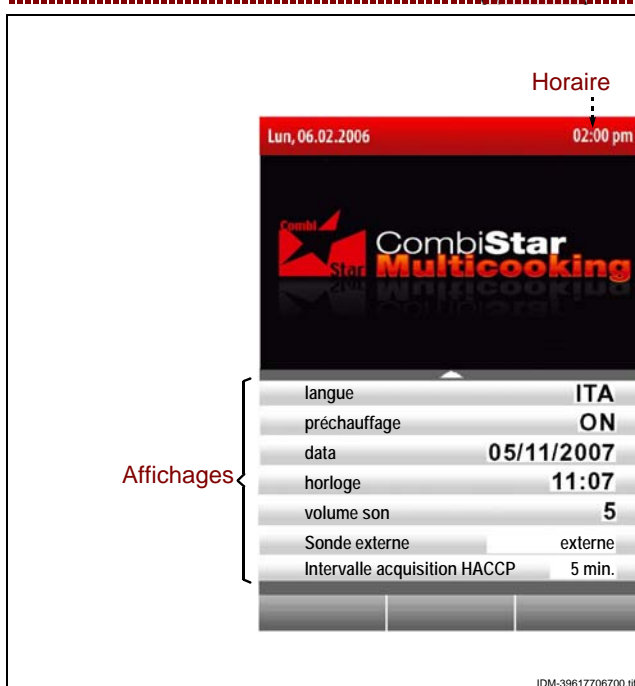 Horaire
Lun, 06.02.2006 02:00 pm
Combi
Star
CombiStar
Multicooking
langue ITA
préchauffage ON
data 05/11/2007
horloge 11:07
volume son 5
Sonde externe externe
Intervalle acquisition HACCP 5 min.
Affichages
IDM-39617706700.tif